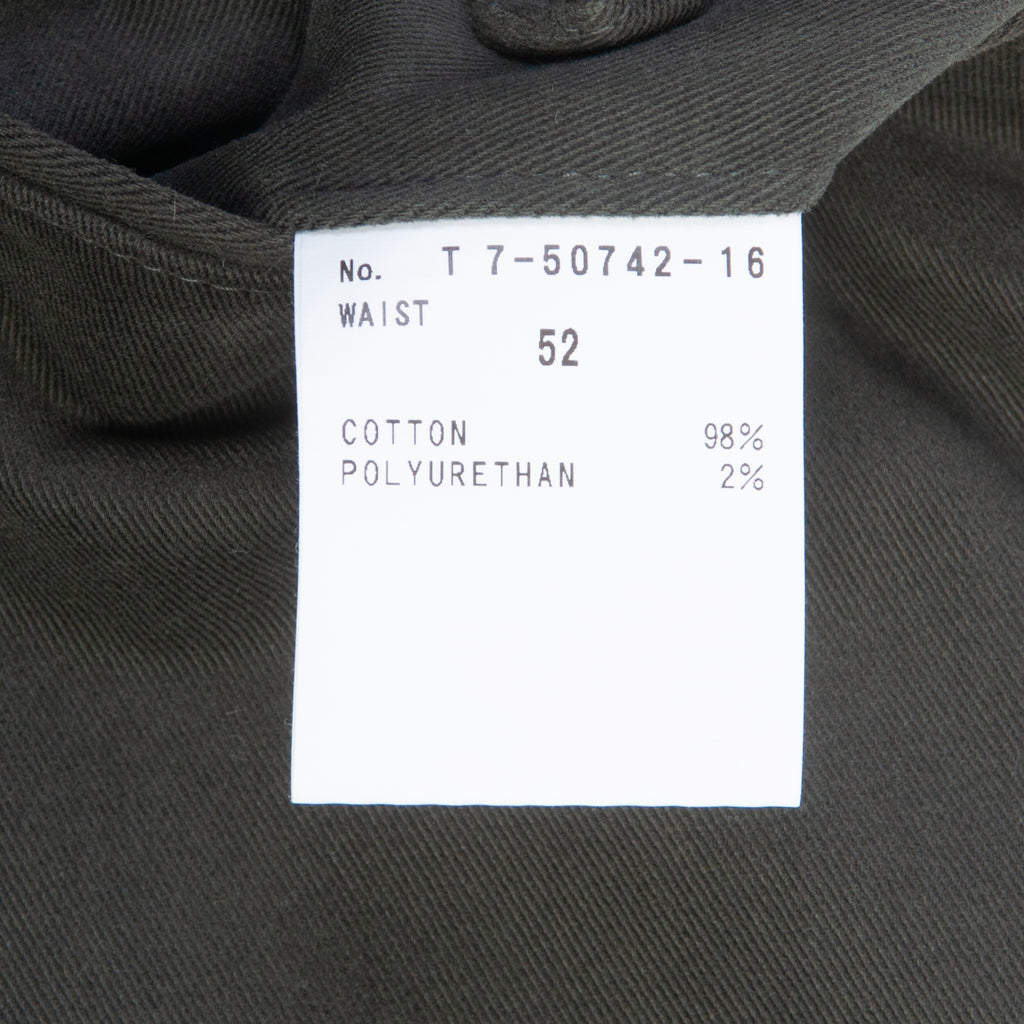 No. T 7-50742-16
WAIST
52
COTTON 98%
POLYURETHAN 2%